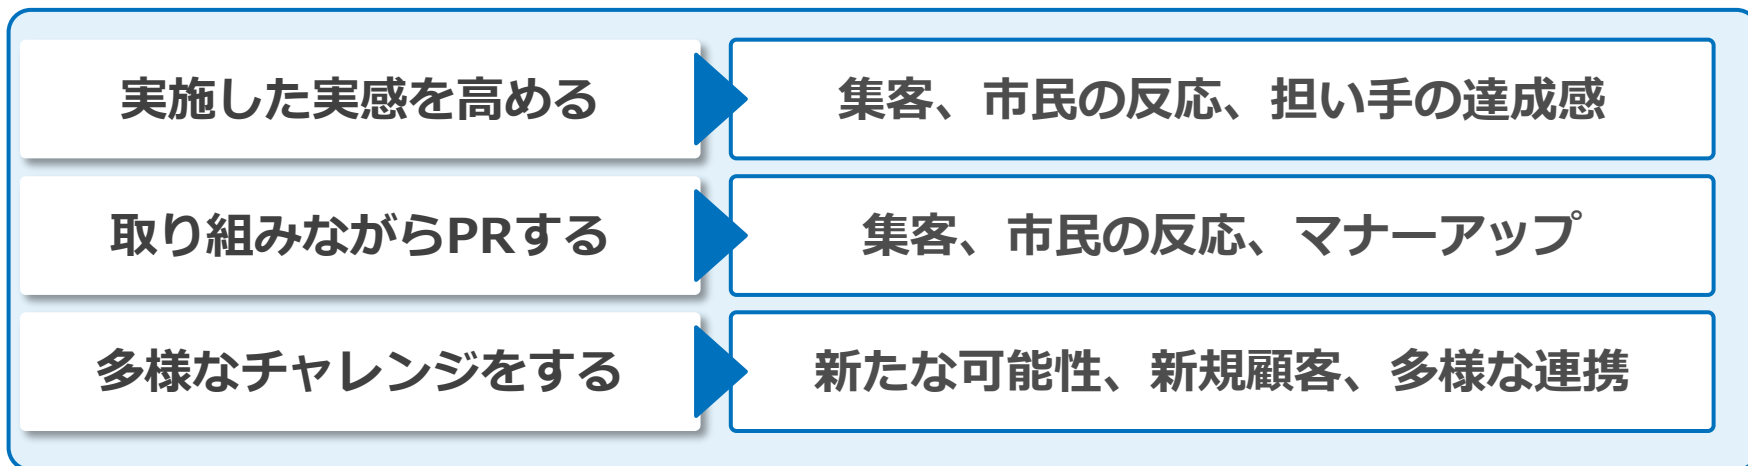 実施した実感を高める
集客、市民の反応、担い手の達成感
取り組みながらPRする
集客、市民の反応、マナーアップ
多様なチャレンジをする
新たな可能性、新規顧客、多様な連携